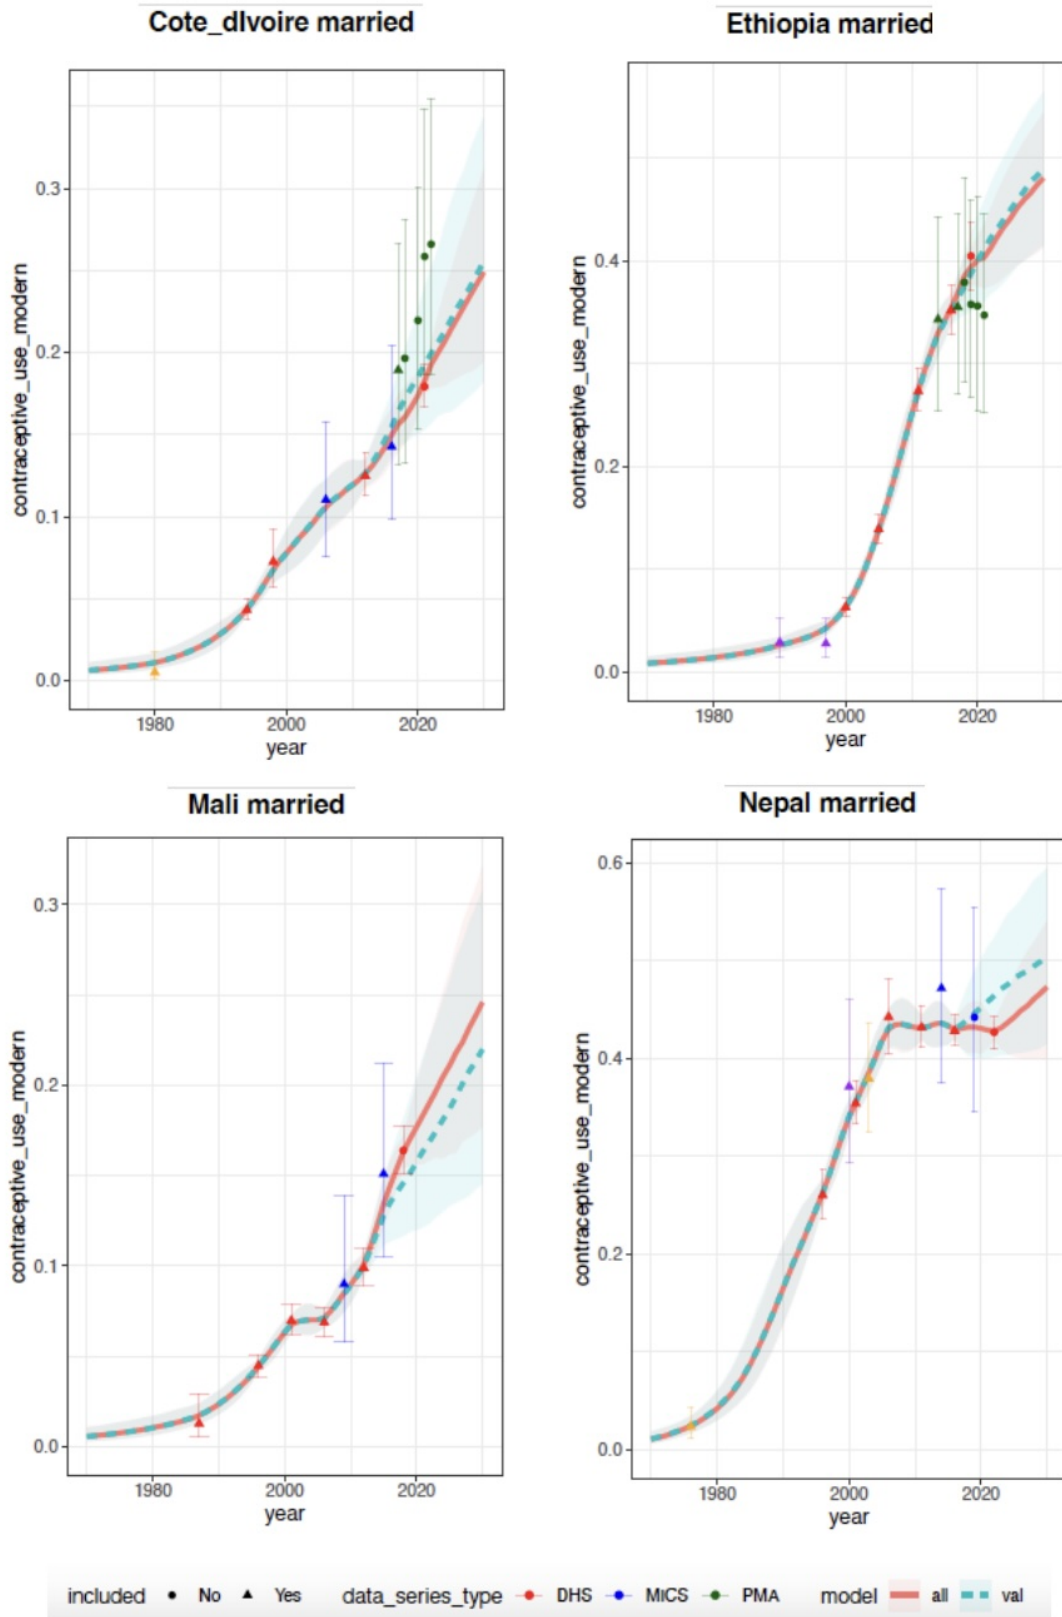 Cote_dIvoire married
Ethiopia married
contraceptive_use_modern
0.3
0.2
0.1
0.0
1980
2000
2020
year
contraceptive_use_modern
0.4
0.2
0.0
1980
2000
2020
year
Mali married
Nepal married
contraceptive_use_modern
0.3
0.2
0.1
0.0
1980
2000
2020
year
contraceptive_use_modern
0.6
0.4
0.2
0.0
1980
2000
2020
year
included No Yes data_series_type DHS MICS PMA model all val